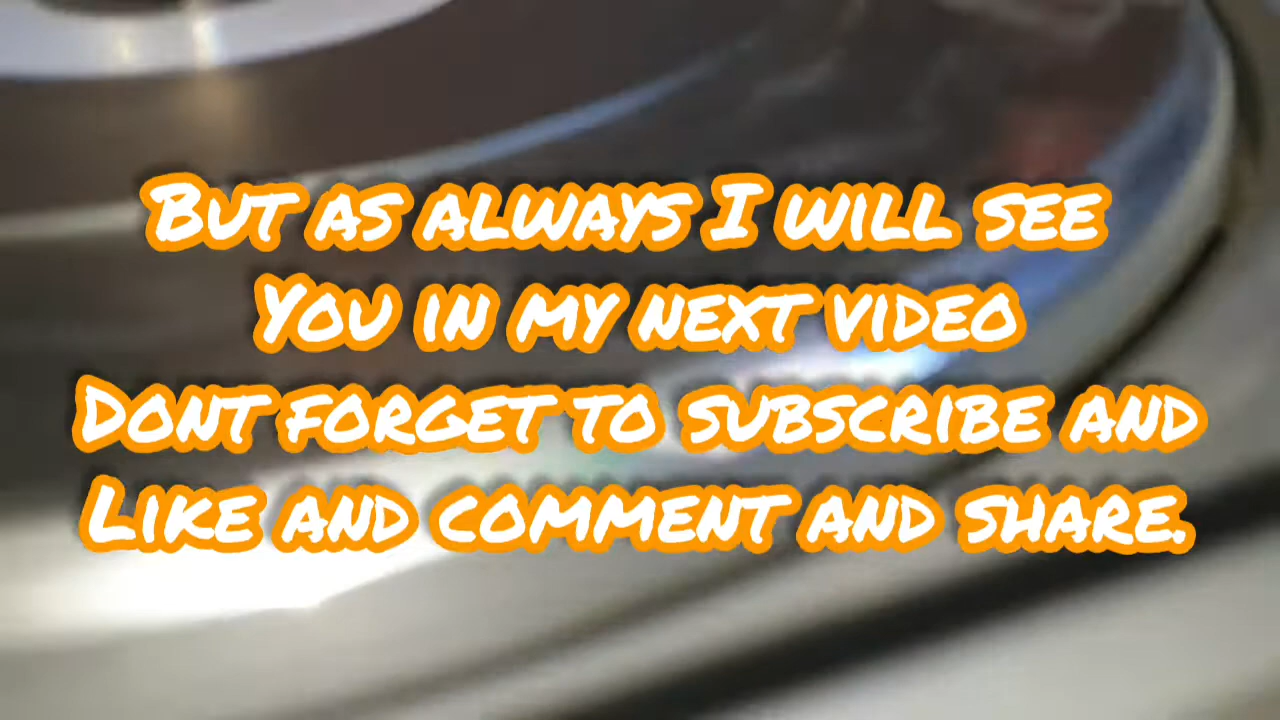 But as always I will see
You in my next video
Dont forget to subscribe and
Like and comment and share.